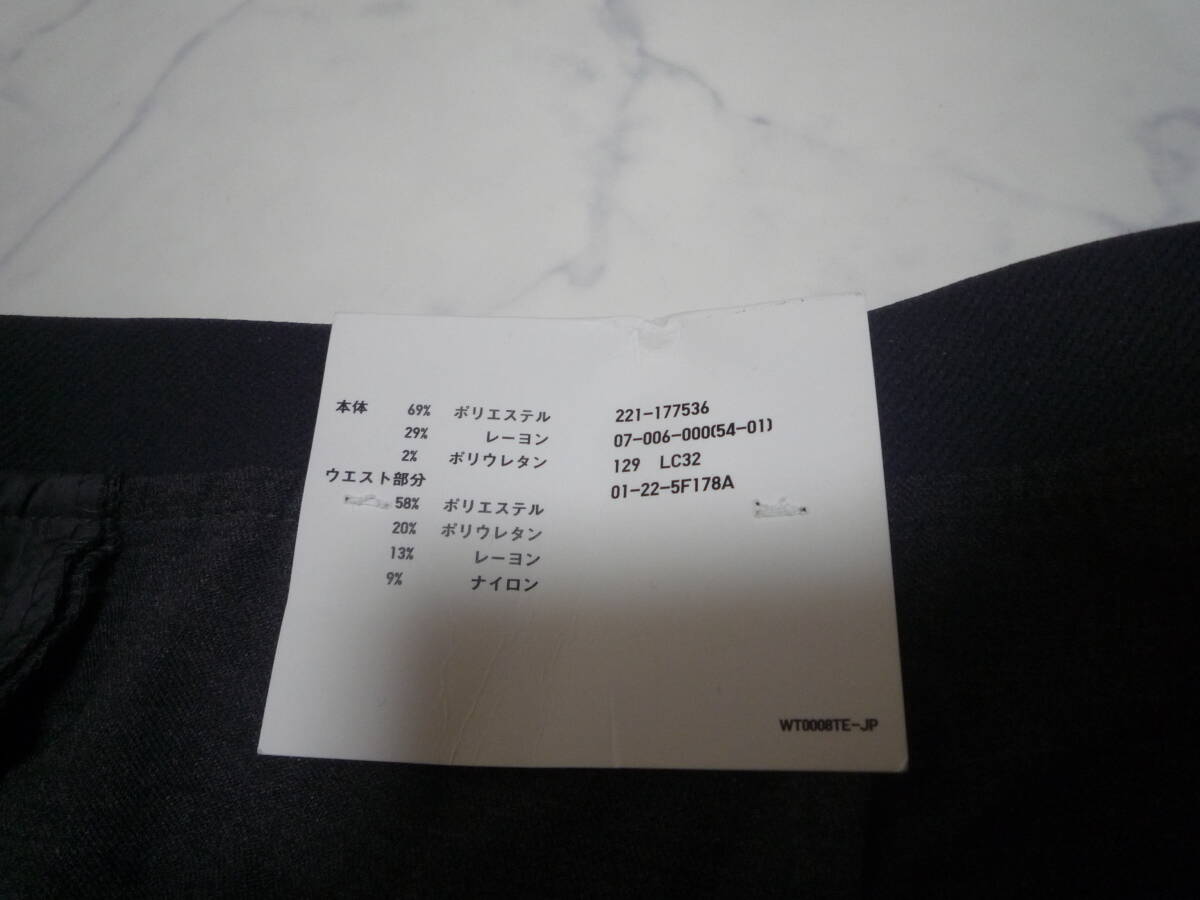 本体 69% ポリエステル
29% レーヨン
2% ポリウレタン
ウエスト部分
58% ポリエステル
20% ポリウレタン
13% レーヨン
9% ナイロン
221-177536
07-006-000(54-01)
129 LC32
01-22-5F178A
WT0008TE-JP